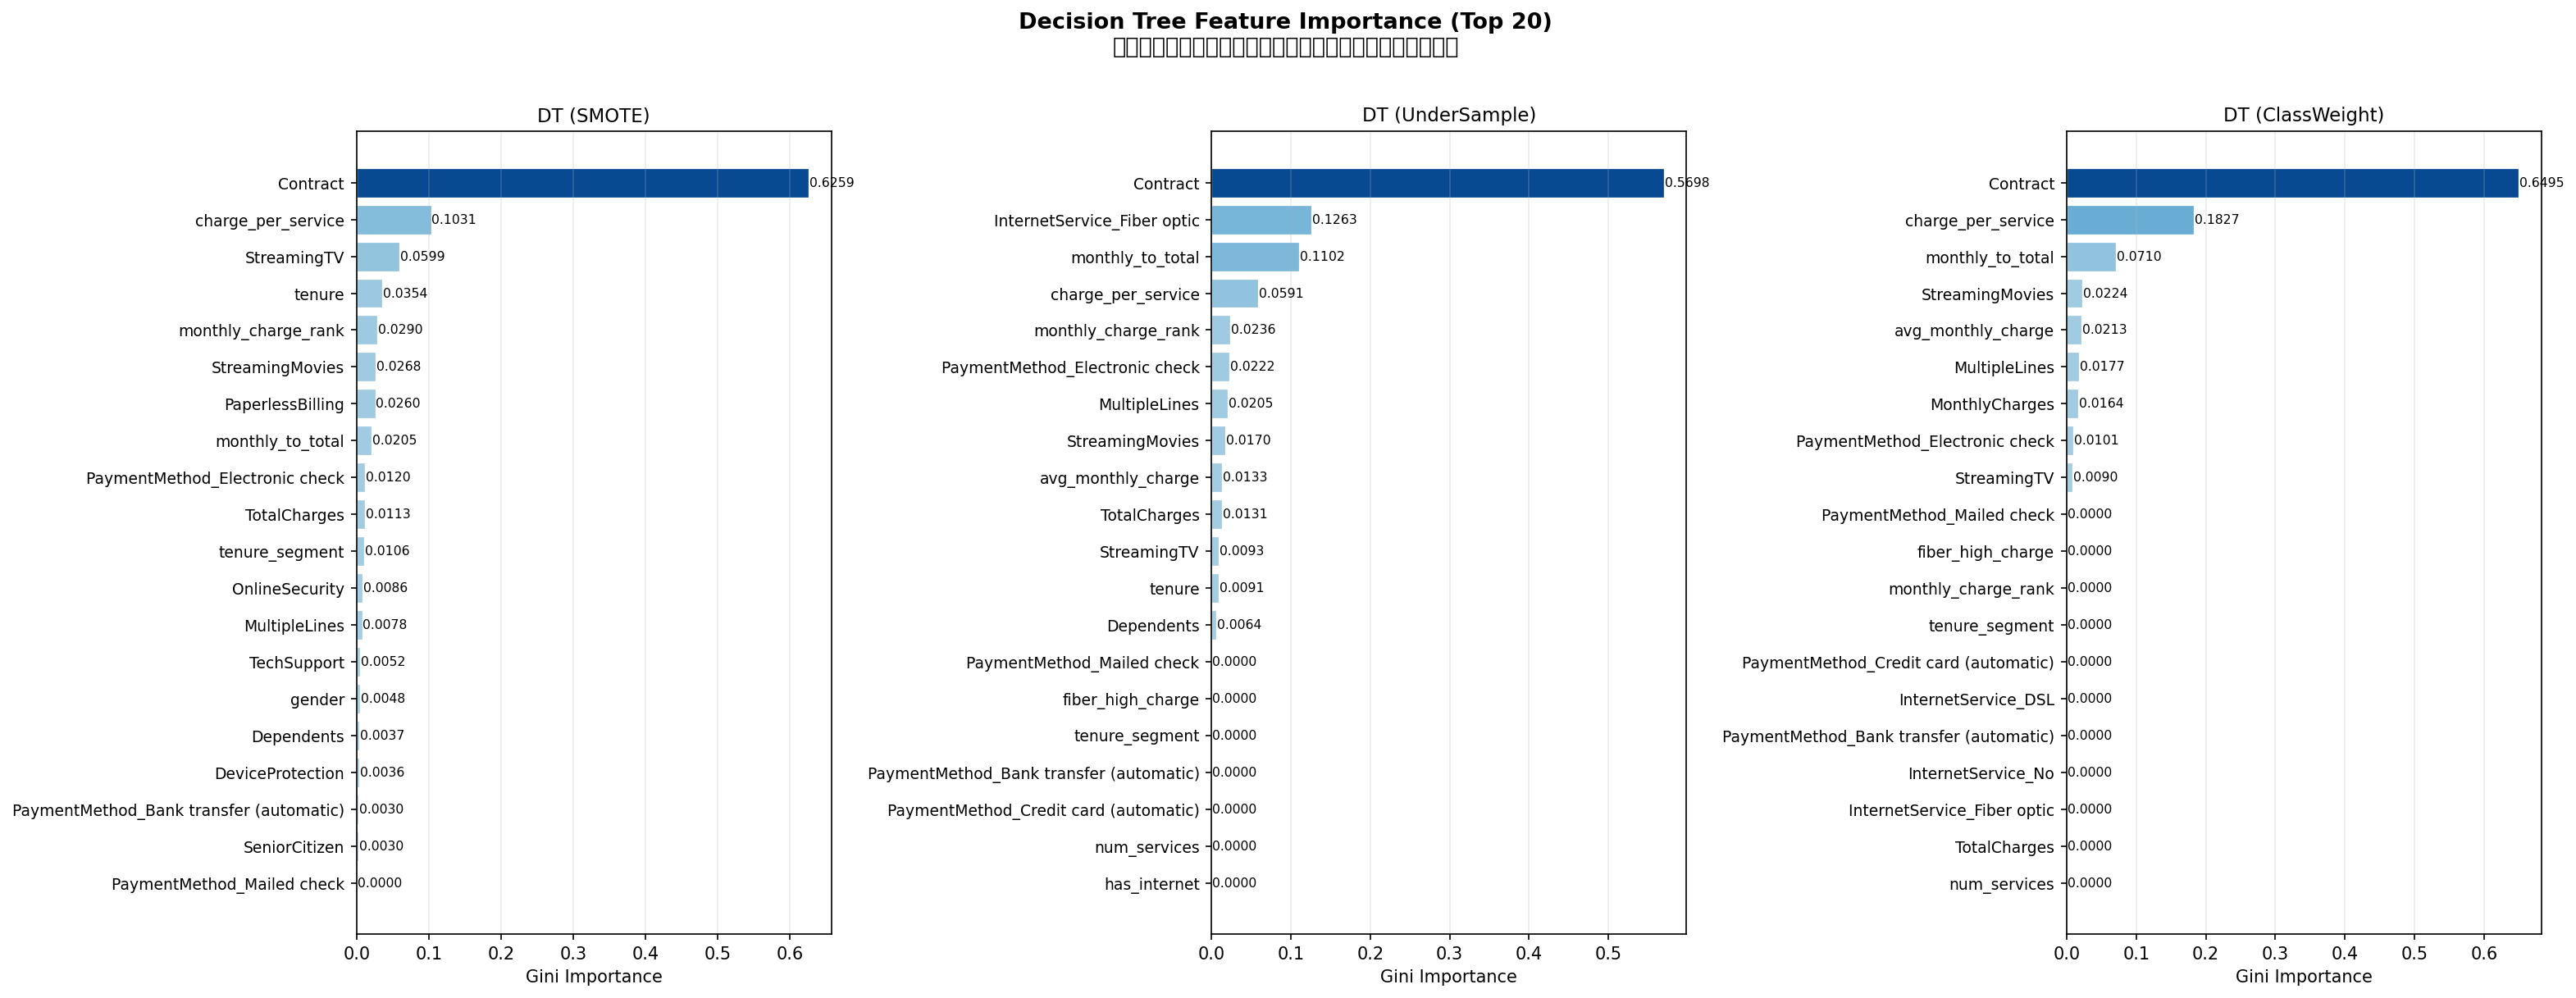 Decision Tree Feature Importance (Top 20)
DT (SMOTE)
Contract
0.6259
charge_per_service
0.1031
StreamingTV
0.0599
tenure
0.0354
monthly_charge_rank
0.0290
StreamingMovies
0.0268
PaperlessBilling
0.0260
monthly_to_total
0.0205
PaymentMethod_Electronic check
0.0120
TotalCharges
0.0113
tenure_segment
0.0106
OnlineSecurity
0.0086
MultipleLines
0.0078
TechSupport
0.0052
gender
0.0048
Dependents
0.0037
DeviceProtection
0.0036
PaymentMethod_Bank transfer (automatic)
0.0030
SeniorCitizen
0.0030
PaymentMethod_Mailed check
0.0000
0.0 0.1 0.2 0.3 0.4 0.5 0.6
Gini Importance
DT (UnderSample)
Contract
0.5698
InternetService_Fiber optic
0.1263
monthly_to_total
0.1102
charge_per_service
0.0591
monthly_charge_rank
0.0236
PaymentMethod_Electronic check
0.0222
MultipleLines
0.0205
StreamingMovies
0.0170
avg_monthly_charge
0.0133
TotalCharges
0.0131
StreamingTV
0.0093
tenure
0.0091
Dependents
0.0064
PaymentMethod_Mailed check
0.0000
fiber_high_charge
0.0000
tenure_segment
0.0000
PaymentMethod_Bank transfer (automatic)
0.0000
PaymentMethod_Credit card (automatic)
0.0000
num_services
0.0000
has_internet
0.0000
0.0 0.1 0.2 0.3 0.4 0.5
Gini Importance
DT (ClassWeight)
Contract
0.6495
charge_per_service
0.1827
monthly_to_total
0.0710
StreamingMovies
0.0224
avg_monthly_charge
0.0213
MultipleLines
0.0177
MonthlyCharges
0.0164
PaymentMethod_Electronic check
0.0101
StreamingTV
0.0090
PaymentMethod_Mailed check
0.0000
fiber_high_charge
0.0000
monthly_charge_rank
0.0000
tenure_segment
0.0000
PaymentMethod_Credit card (automatic)
0.0000
InternetService_DSL
0.0000
PaymentMethod_Bank transfer (automatic)
0.0000
InternetService_No
0.0000
InternetService_Fiber optic
0.0000
TotalCharges
0.0000
num_services
0.0000
0.0 0.1 0.2 0.3 0.4 0.5 0.6
Gini Importance